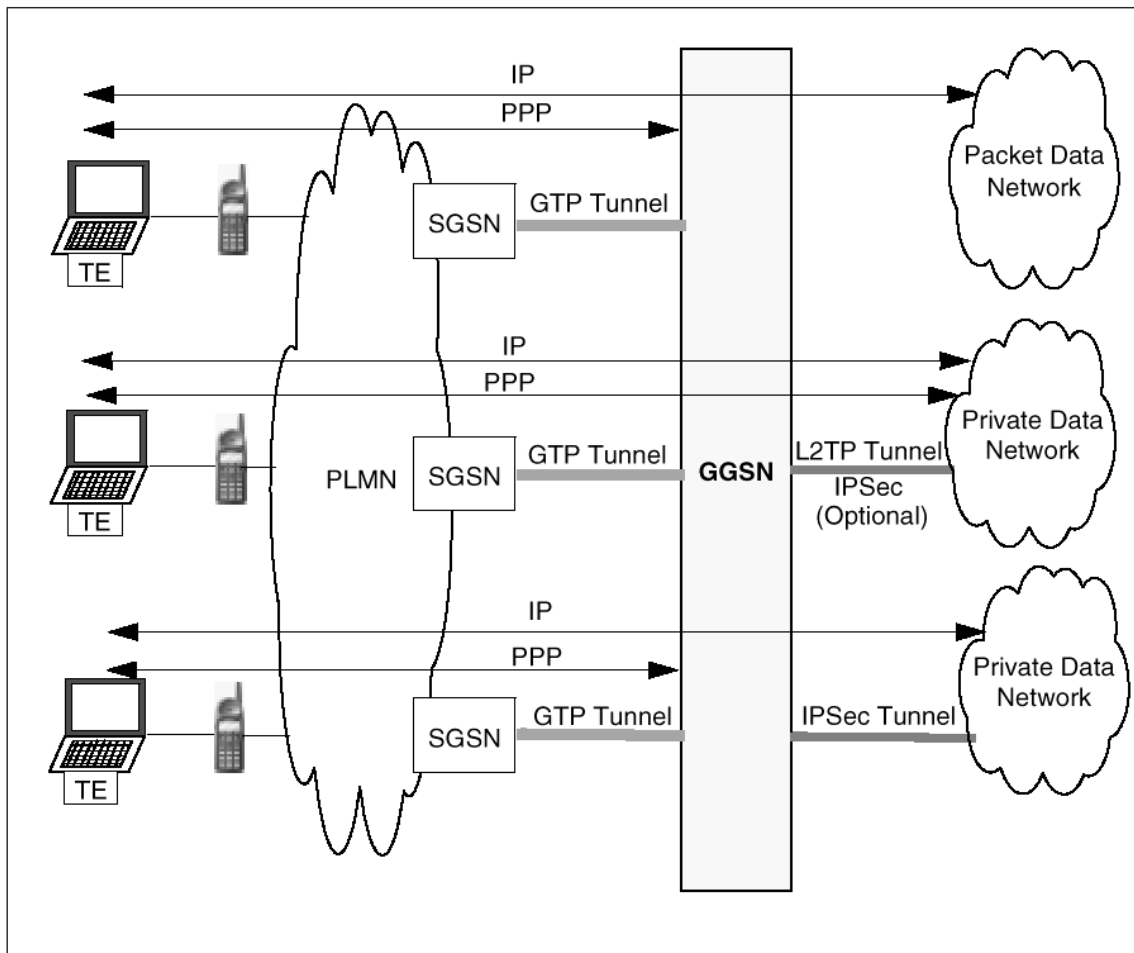 IP
PPP
Packet Data
Network
GTP Tunnel
SGSN
TE
IP
PPP
Private Data
Network
GTP Tunnel
L2TP Tunnel
GGSN
PLMN
SGSN
IPSec
(Optional)
TE
IP
PPP
Private Data
Network
GTP Tunnel
IPSec Tunnel
SGSN
TE